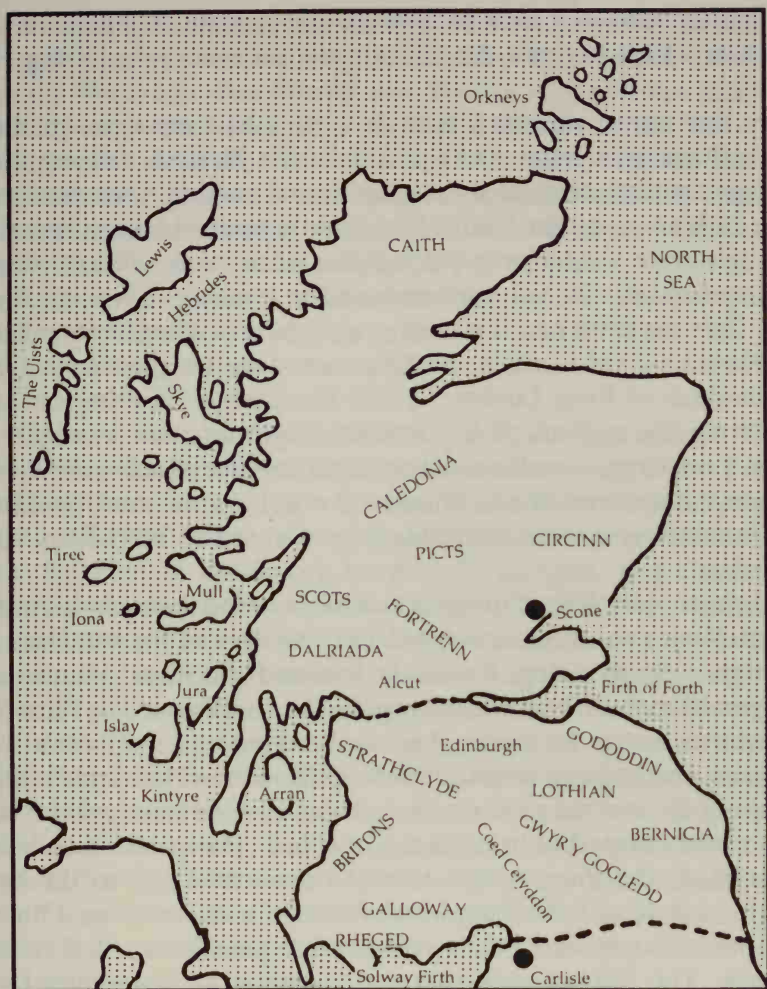 Orkneys
CAITH
NORTH
SEA
Lewis
Hebrides
The Uists
Skye
CALEDONIA
PICTS
CIRCINN
Tiree
Mull
SCOTS
FORTRENN
Scone
Iona
DALRIADA
Alcut
Jura
Firth of Forth
Islay
STRATHCLYDE
Edinburgh
GODODDIN
Kintyre
Arran
LOTHIAN
BRITONS
Coed Celyddon
GWYR Y GOGLEDD
BERNICIA
GALLOWAY
RHEGED
Solway Firth
Carlisle